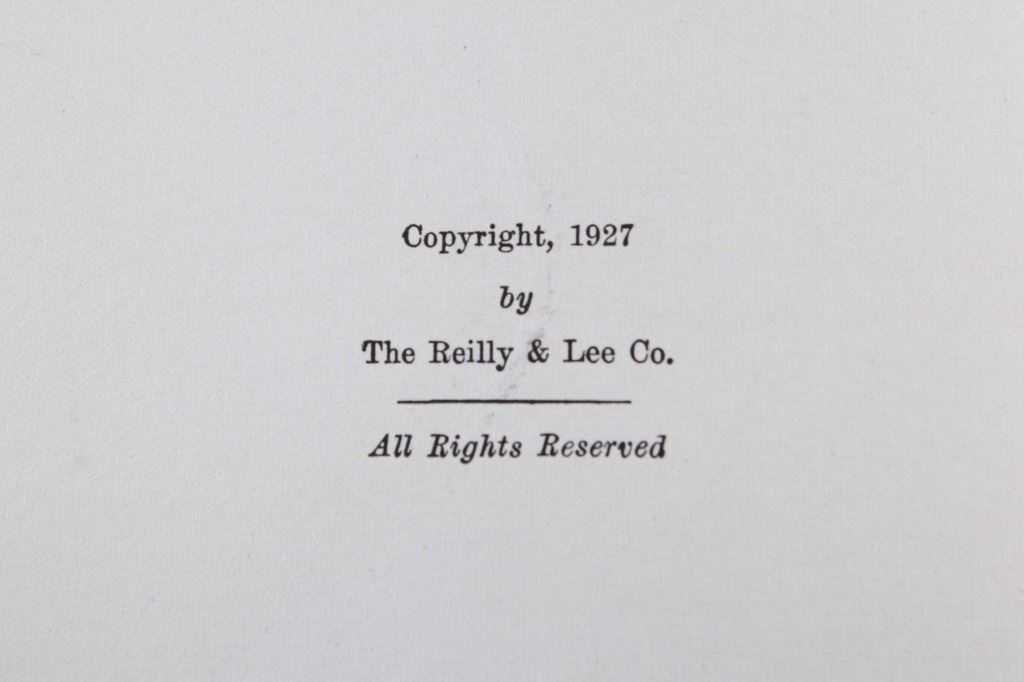 Copyright, 1927
by
The Reilly & Lee Co.
All Rights Reserved